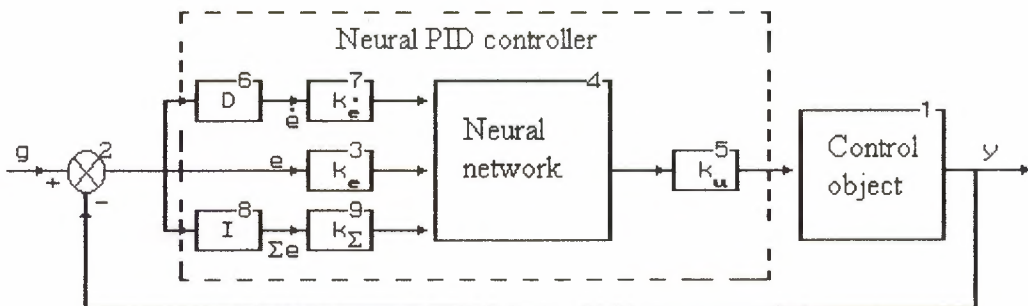 Neural PID controller
6
D
ė
7
kė
4
Neural
network
g
+
-
2
e
3
ke
5
ku
1
Control
object
y
8
I
Σe
9
kΣ